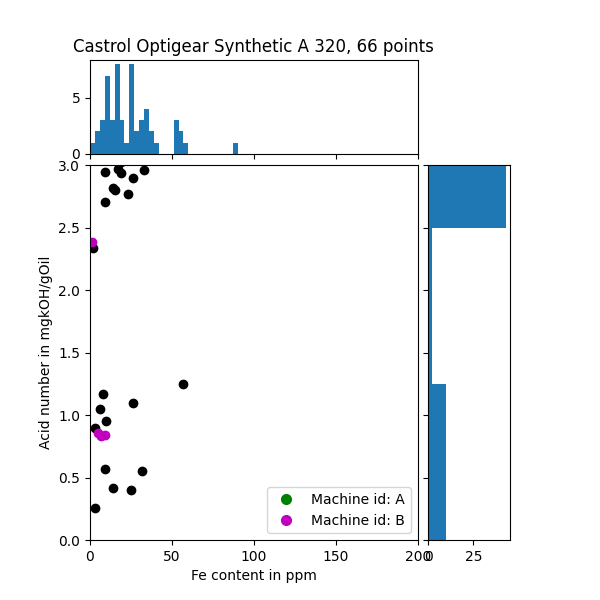 Castrol Optigear Synthetic A 320, 66 points
5
0
3.0
2.5
2.0
1.5
1.0
0.5
0.0
Acid number in mgkOH/gOil
Machine id: A
Machine id: B
0 50 100 150 200
0 25
Fe content in ppm